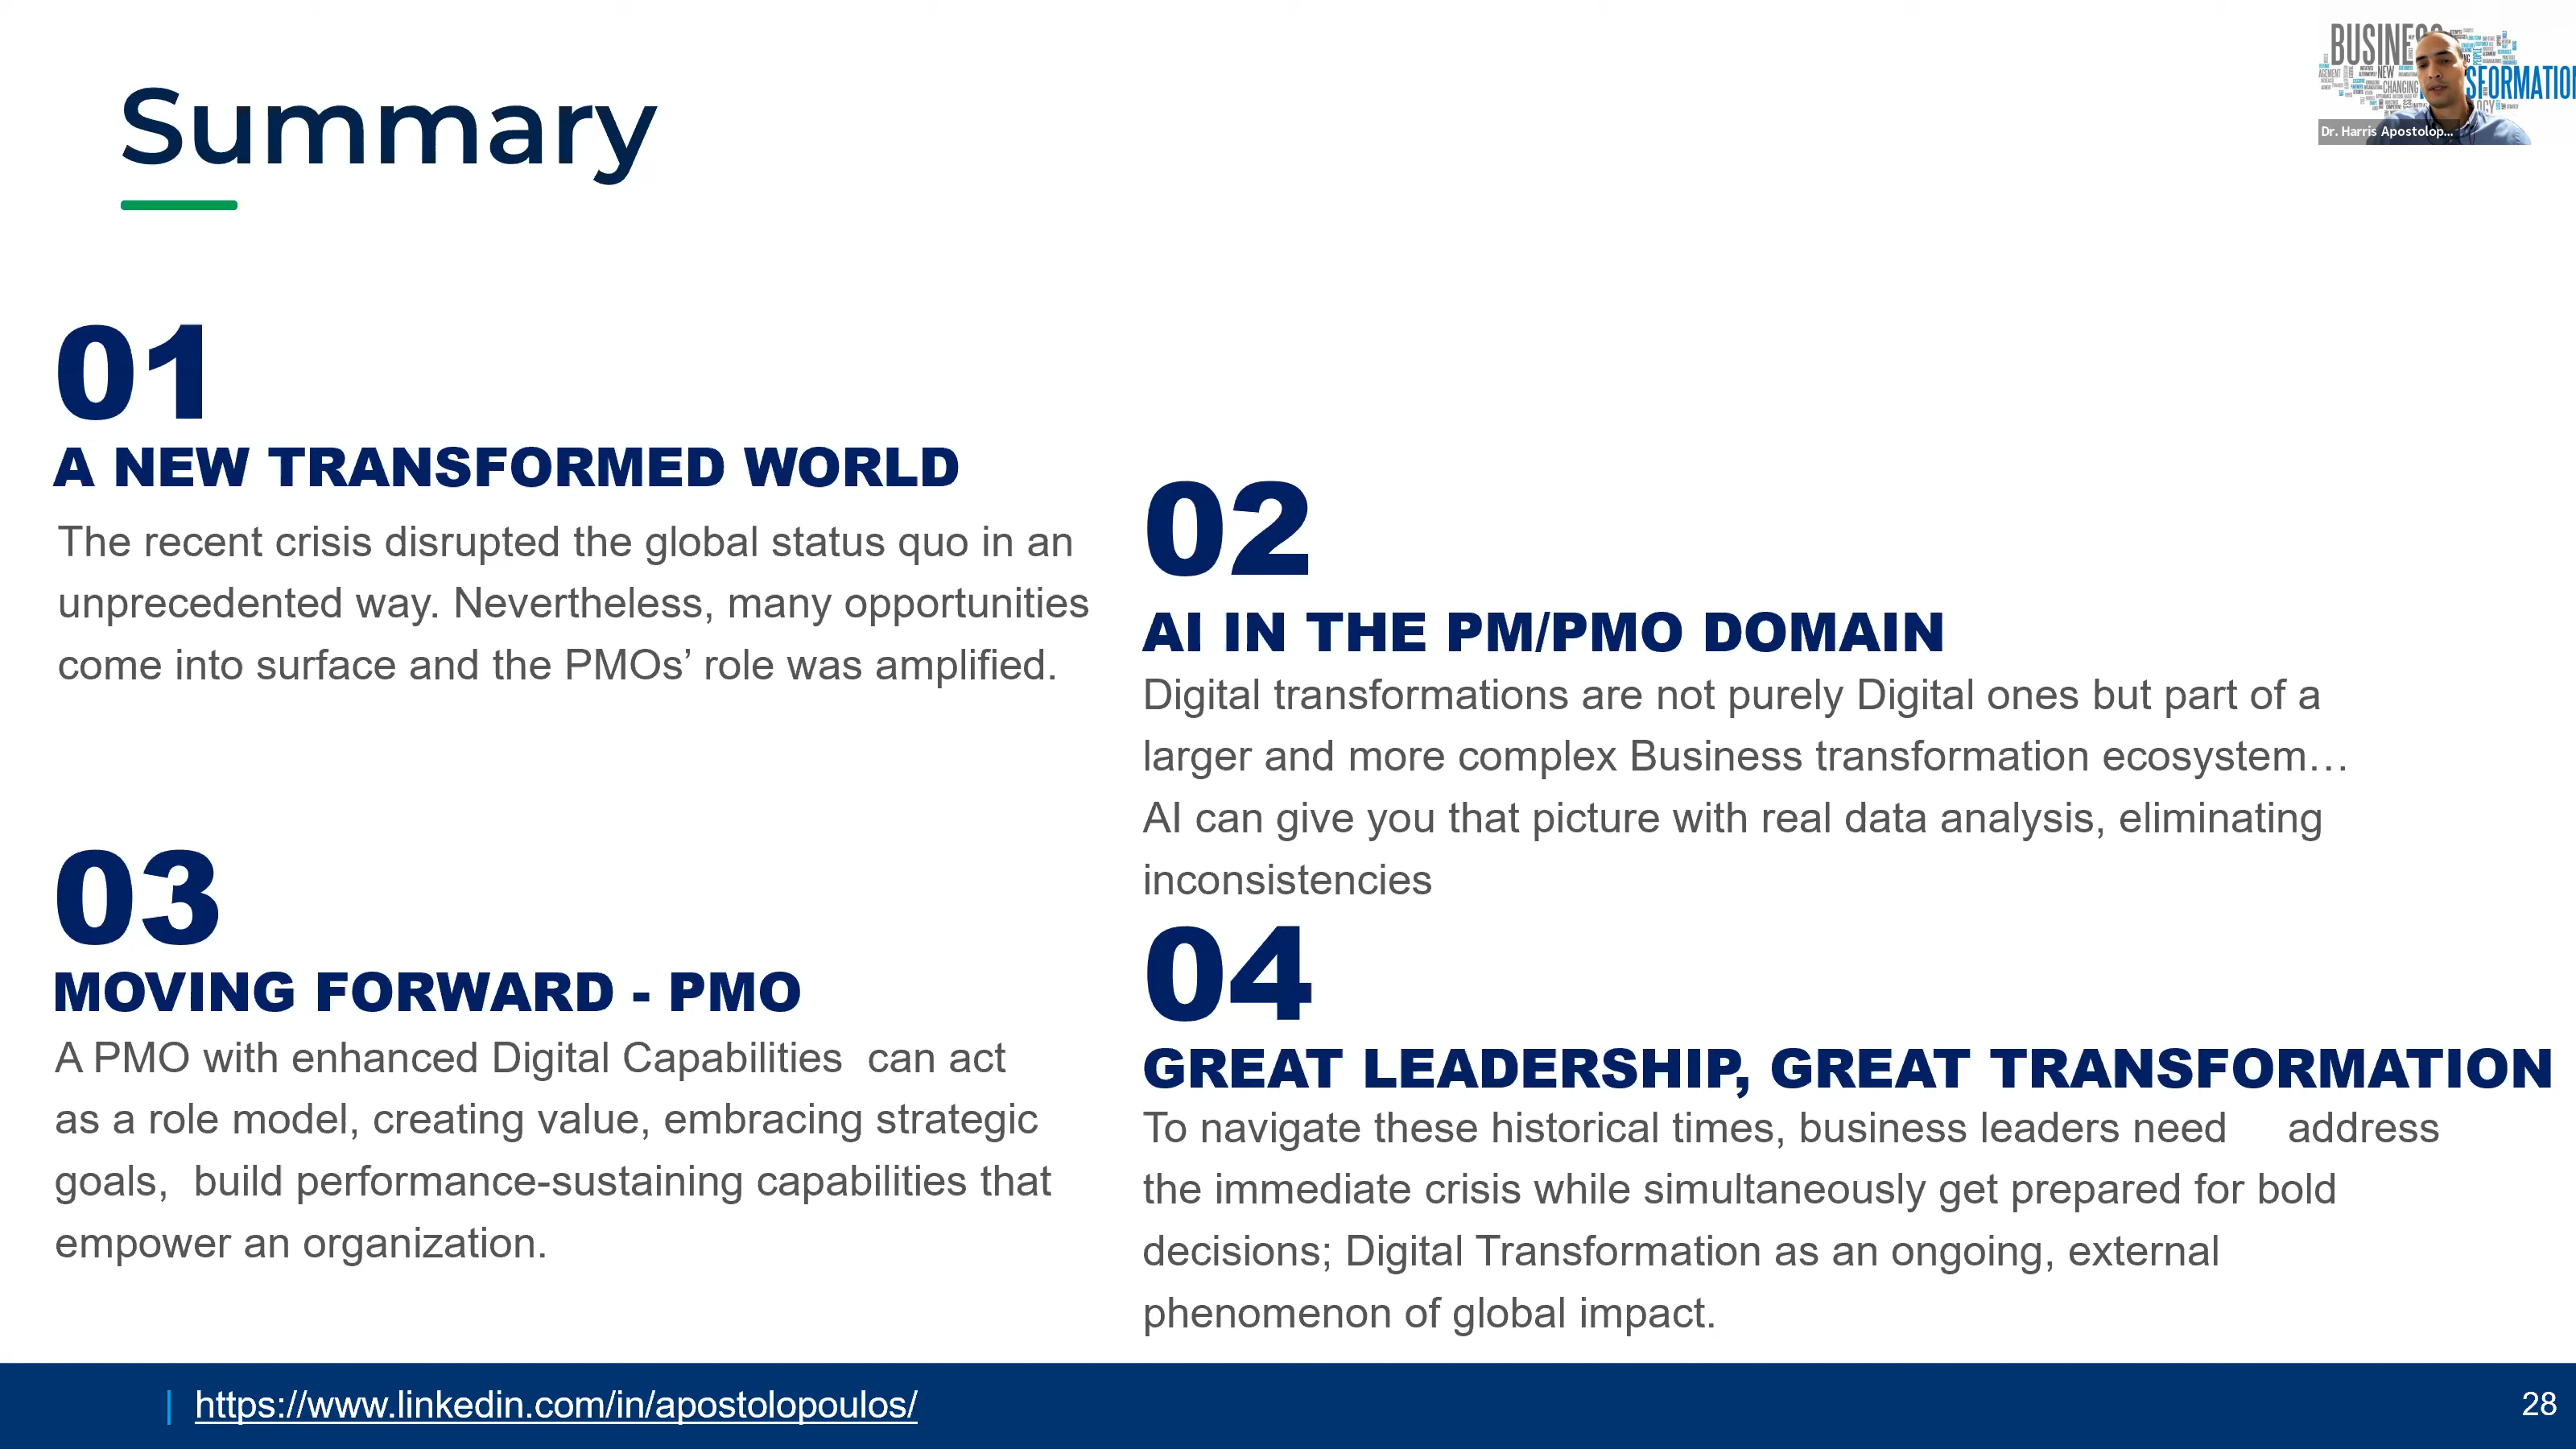 Summary
BUSINE
SFORMATION
NEW
CHANGING
Dr. Harris Apostolop...
01
A NEW TRANSFORMED WORLD
The recent crisis disrupted the global status quo in an
unprecedented way. Nevertheless, many opportunities
come into surface and the PMOs’ role was amplified.
02
AI IN THE PM/PMO DOMAIN
Digital transformations are not purely Digital ones but part of a
larger and more complex Business transformation ecosystem…
AI can give you that picture with real data analysis, eliminating
inconsistencies
03
MOVING FORWARD - PMO
A PMO with enhanced Digital Capabilities can act
as a role model, creating value, embracing strategic
goals, build performance-sustaining capabilities that
empower an organization.
04
GREAT LEADERSHIP, GREAT TRANSFORMATION
To navigate these historical times, business leaders need address
the immediate crisis while simultaneously get prepared for bold
decisions; Digital Transformation as an ongoing, external
phenomenon of global impact.
| https://www.linkedin.com/in/apostolopoulos/
28